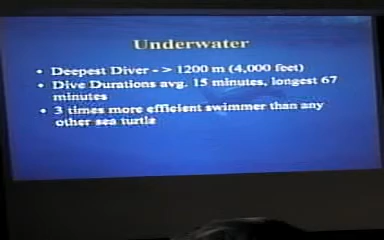 Underwater
• Deepest Diver - > 1200 m (4,000 feet)
• Dive Durations avg. 15 minutes, longest 67
minutes
• 3 times more efficient swimmer than any
other sea turtle